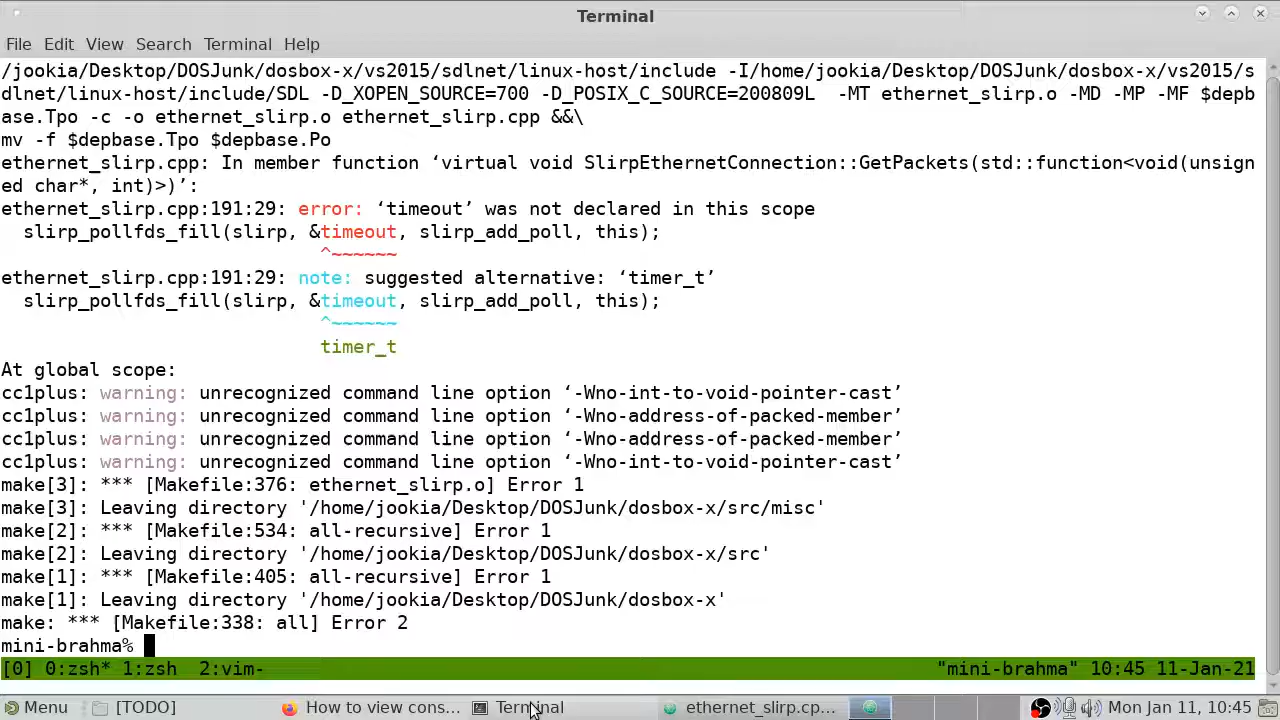 Terminal
File Edit View Search Terminal Help
/jookia/Desktop/DOSJunk/dosbox-x/vs2015/sdlnet/linux-host/include -I/home/jookia/Desktop/DOSJunk/dosbox-x/vs2015/s
dlnet/linux-host/include/SDL -D_XOPEN_SOURCE=700 -D_POSIX_C_SOURCE=200809L  -MT ethernet_slirp.o -MD -MP -MF $depb
ase.Tpo -c -o ethernet_slirp.o ethernet_slirp.cpp &&\
mv -f $depbase.Tpo $depbase.Po
ethernet_slirp.cpp: In member function ‘virtual void SlirpEthernetConnection::GetPackets(std::function<void(unsign
ed char*, int)>)’:
ethernet_slirp.cpp:191:29: error: ‘timeout’ was not declared in this scope
  slirp_pollfds_fill(slirp, &timeout, slirp_add_poll, this);
                             ^~~~~~~
ethernet_slirp.cpp:191:29: note: suggested alternative: ‘timer_t’
  slirp_pollfds_fill(slirp, &timeout, slirp_add_poll, this);
                             ^~~~~~~
                             timer_t
At global scope:
cc1plus: warning: unrecognized command line option ‘-Wno-int-to-void-pointer-cast’
cc1plus: warning: unrecognized command line option ‘-Wno-address-of-packed-member’
cc1plus: warning: unrecognized command line option ‘-Wno-address-of-packed-member’
cc1plus: warning: unrecognized command line option ‘-Wno-int-to-void-pointer-cast’
make[3]: *** [Makefile:376: ethernet_slirp.o] Error 1
make[3]: Leaving directory '/home/jookia/Desktop/DOSJunk/dosbox-x/src/misc'
make[2]: *** [Makefile:534: all-recursive] Error 1
make[2]: Leaving directory '/home/jookia/Desktop/DOSJunk/dosbox-x/src'
make[1]: *** [Makefile:405: all-recursive] Error 1
make[1]: Leaving directory '/home/jookia/Desktop/DOSJunk/dosbox-x'
make: *** [Makefile:338: all] Error 2
mini-brahma%
[0] 0:zsh* 1:zsh  2:vim- "mini-brahma" 10:45 11-Jan-21
Menu [TODO] How to view cons... Terminal ethernet_slirp.cp... Mon Jan 11, 10:45